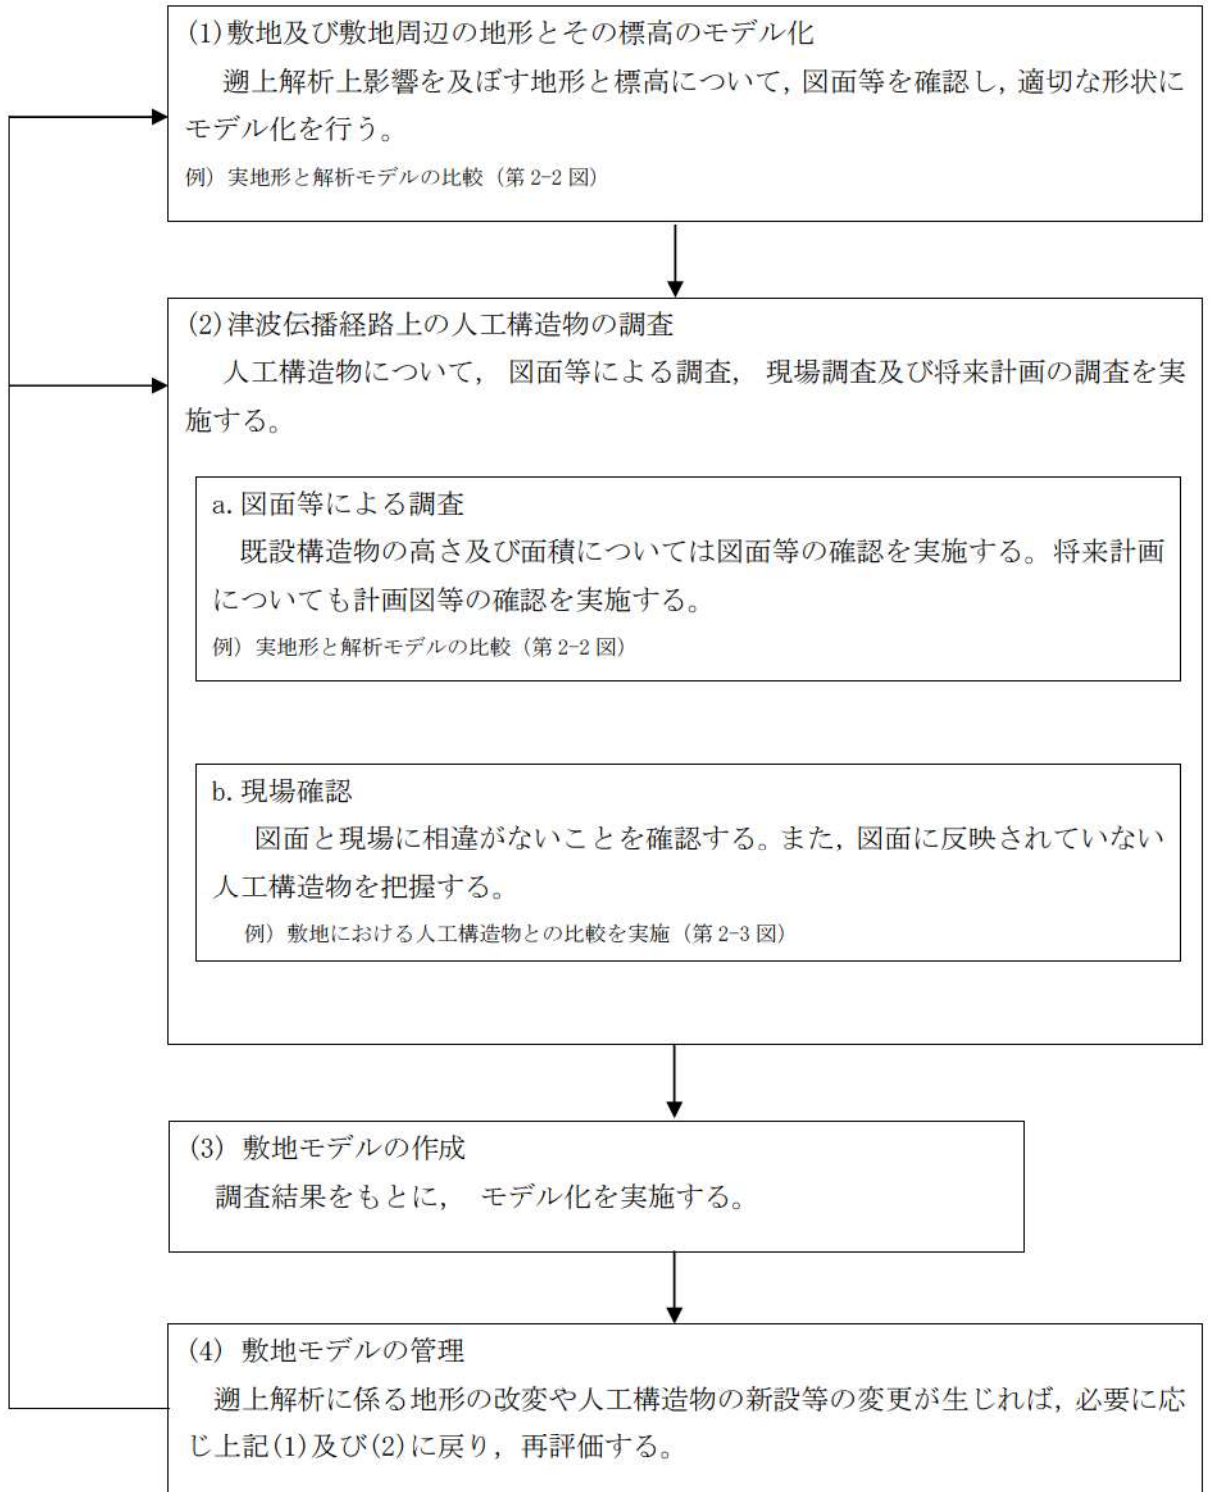 (1)敷地及び敷地周辺の地形とその標高のモデル化
遡上解析上影響を及ぼす地形と標高について，図面等を確認し，適切な形状に
モデル化を行う。
例）実地形と解析モデルの比較（第 2-2 図）
(2)津波伝播経路上の人工構造物の調査
人工構造物について， 図面等による調査， 現場調査及び将来計画の調査を実
施する。
a.図面等による調査
既設構造物の高さ及び面積については図面等の確認を実施する。将来計画
についても計画図等の確認を実施する。
例）実地形と解析モデルの比較（第 2-2 図）
b.現場確認
図面と現場に相違がないことを確認する。また，図面に反映されていない
人工構造物を把握する。
例）敷地における人工構造物との比較を実施（第 2-3 図）
(3) 敷地モデルの作成
調査結果をもとに， モデル化を実施する。
(4) 敷地モデルの管理
遡上解析に係る地形の改変や人工構造物の新設等の変更が生じれば，必要に応
じ上記(1)及び(2)に戻り，再評価する。